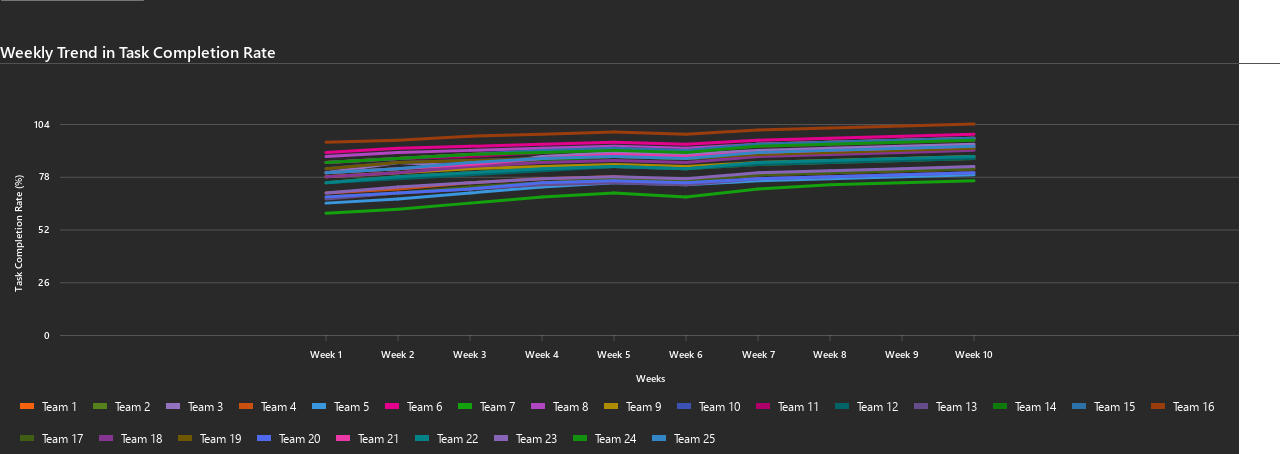 Weekly Trend in Task Completion Rate
104
78
52
26
0
Task Completion Rate (%)
Week 1 Week 2 Week 3 Week 4 Week 5 Week 6 Week 7 Week 8 Week 9 Week 10
Weeks
Team 1 Team 2 Team 3 Team 4 Team 5 Team 6 Team 7 Team 8 Team 9 Team 10 Team 11 Team 12 Team 13 Team 14 Team 15 Team 16
Team 17 Team 18 Team 19 Team 20 Team 21 Team 22 Team 23 Team 24 Team 25